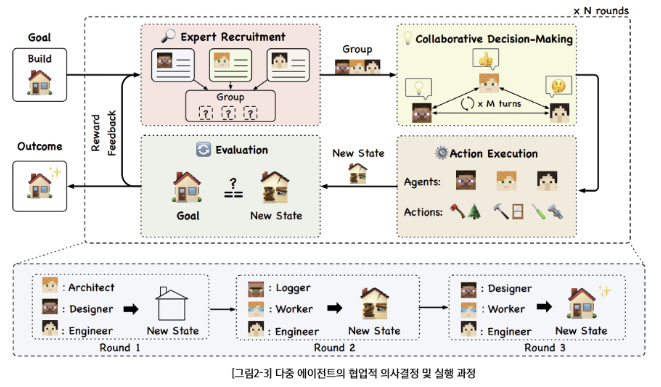 Goal
Build
x N rounds
Expert Recruitment
Group
? ? ?
Group
Collaborative Decision-Making
x M turns
Reward
Feedback
Outcome
Evaluation
?
==
Goal
New State
New State
Action Execution
Agents:
Actions:
: Architect
: Designer
: Engineer
New State
Round 1
: Logger
: Worker
: Engineer
New State
Round 2
: Designer
: Worker
: Engineer
New State
Round 3
[그림2-3] 다중 에이전트의 협업적 의사결정 및 실행 과정